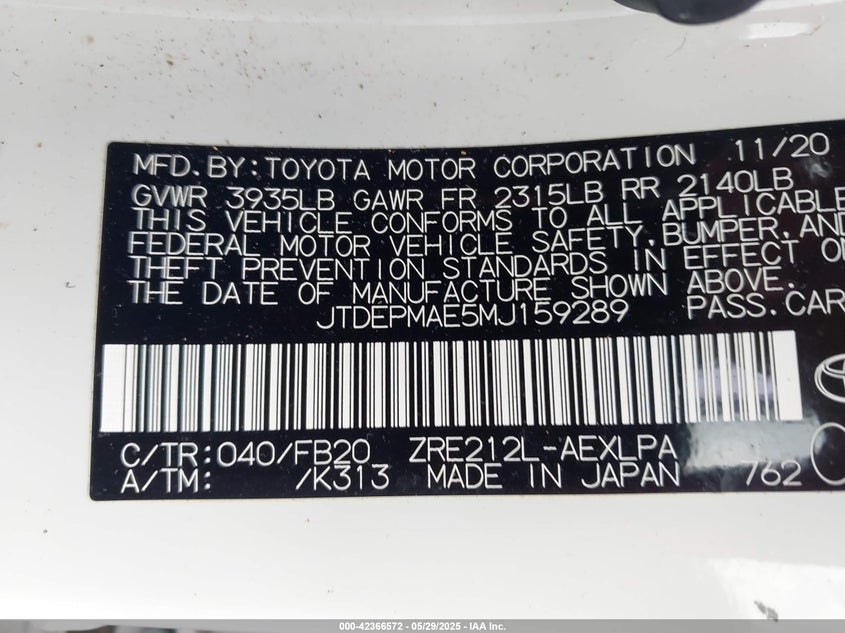 MFD.BY:TOYOTA MOTOR CORPORATION 11/20
GVWR 3935LB GAWR FR 2315LB RR 2140LB
THIS VEHICLE CONFORMS TO ALL APPLICABLE
FEDERAL MOTOR VEHICLE SAFETY,BUMPER,AND
THEFT PREVENTION STANDARDS IN EFFECT ON
THE DATE OF MANUFACTURE SHOWN ABOVE.
JTDEPMAE5MJ159289 PASS.CAR
C/TR:040/FB20 ZRE212L-AEXLPA
A/TM: /K313 MADE IN JAPAN 762
000-42366572 | 05/29/2025 - IAA Inc.